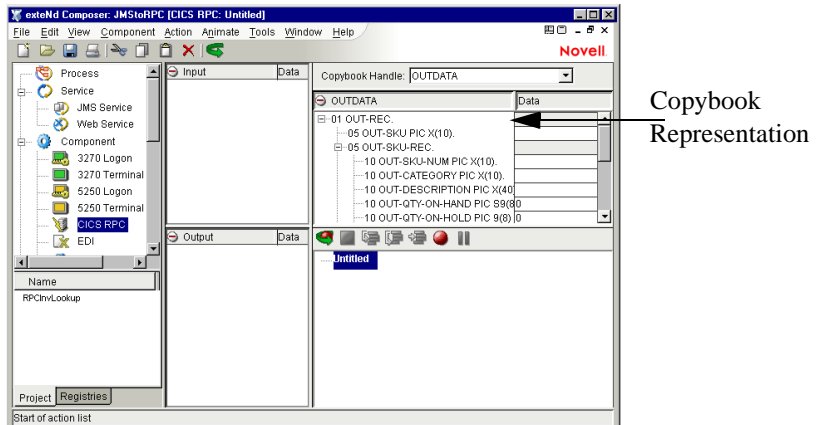 exteNd Composer: JMStoRPC [CICS RPC: Untitled]
File Edit View Component Action Animate Tools Window Help
Novell
Process
Service
JMS Service
Web Service
Component
3270 Logon
3270 Terminal
5250 Logon
5250 Terminal
CICS RPC
EDI
Name
RPCInvLookup
Project Registries
Input Data
Output Data
Copybook Handle: OUTDATA
OUTDATA Data
01 OUT-REC.
05 OUT-SKU PIC X(10).
05 OUT-SKU-REC.
10 OUT-SKU-NUM PIC X(10).
10 OUT-CATEGORY PIC X(10).
10 OUT-DESCRIPTION PIC X(40)
10 OUT-QTY-ON-HAND PIC S9(8 0
10 OUT-QTY-ON-HOLD PIC 9(8) 0
Untitled
Start of action list
Copybook
Representation